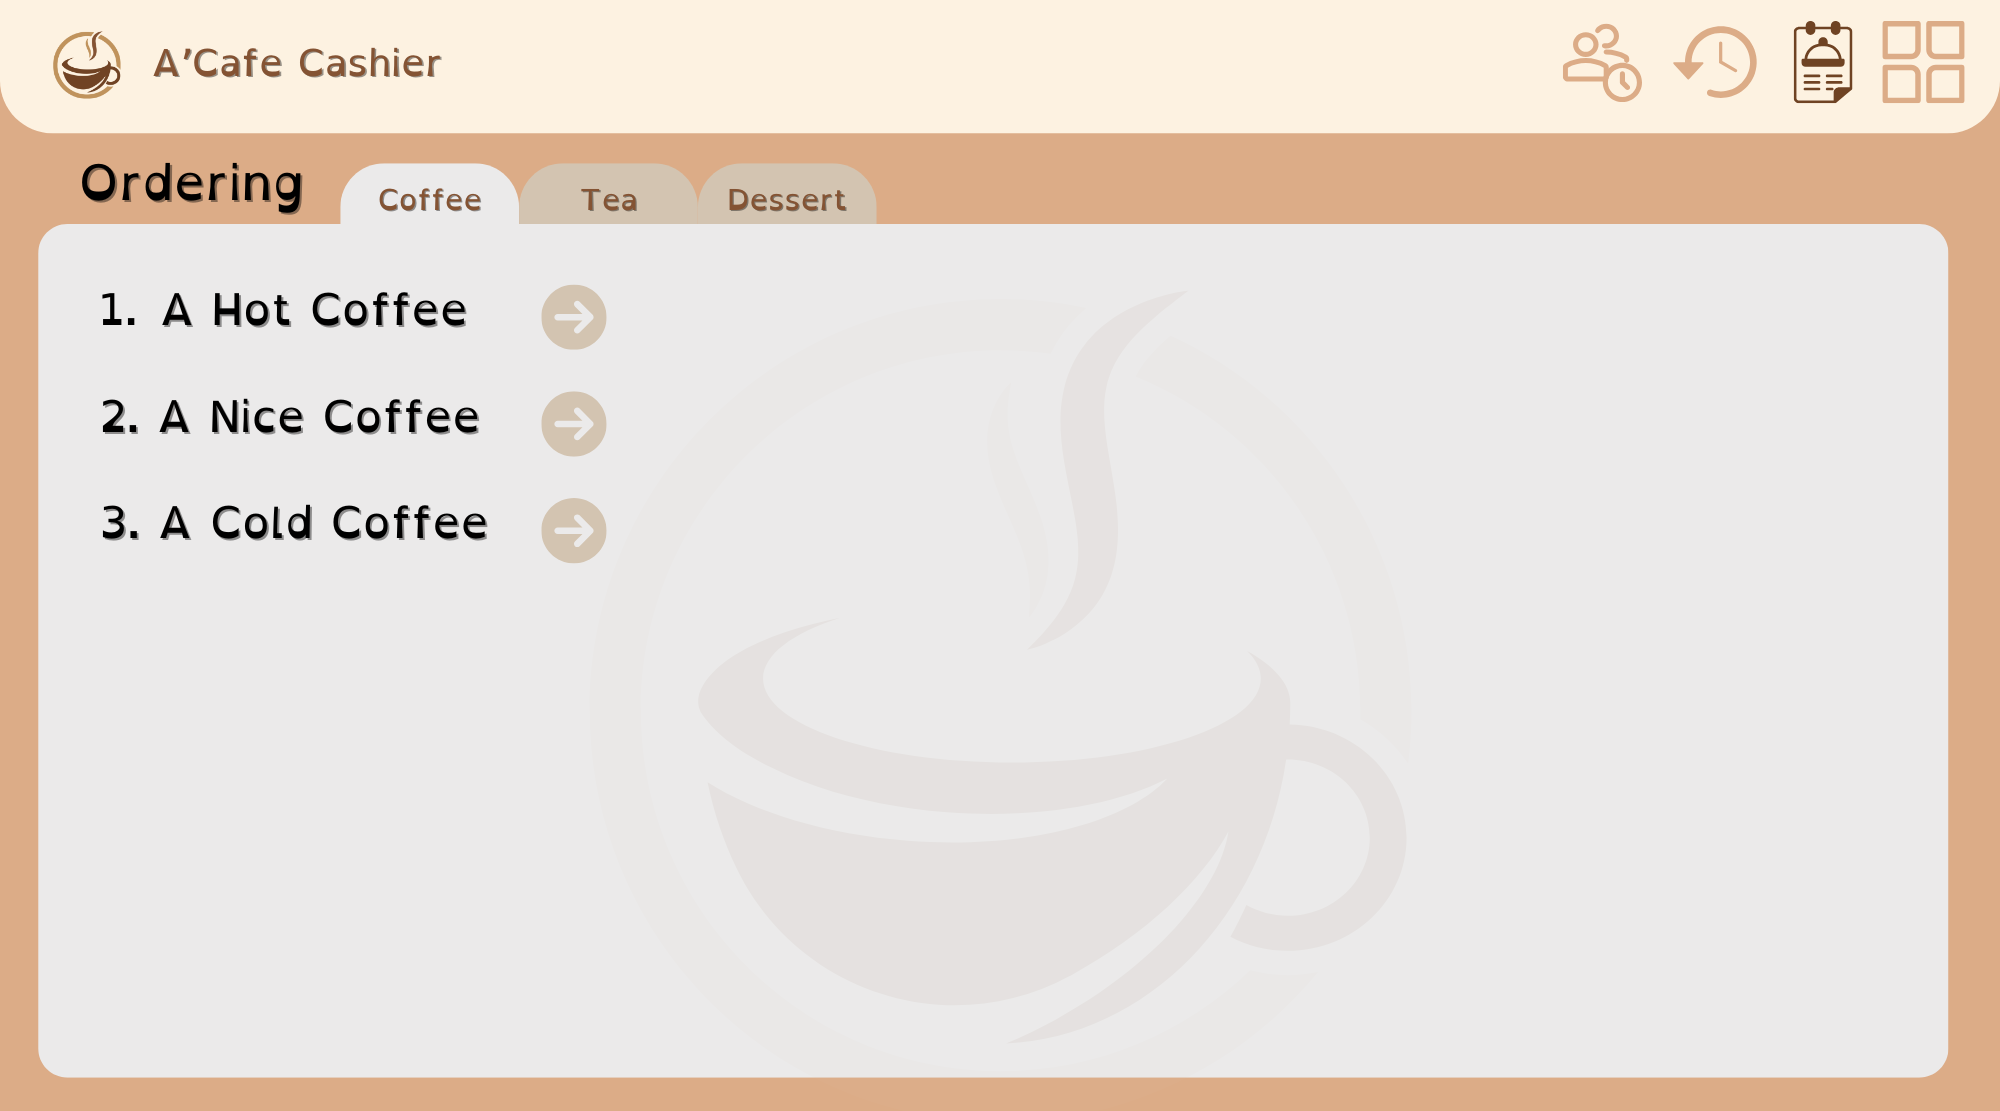 A’Cafe Cashier
Ordering
Coffee
Tea
Dessert
1. A Hot Coffee
2. A Nice Coffee
3. A Cold Coffee